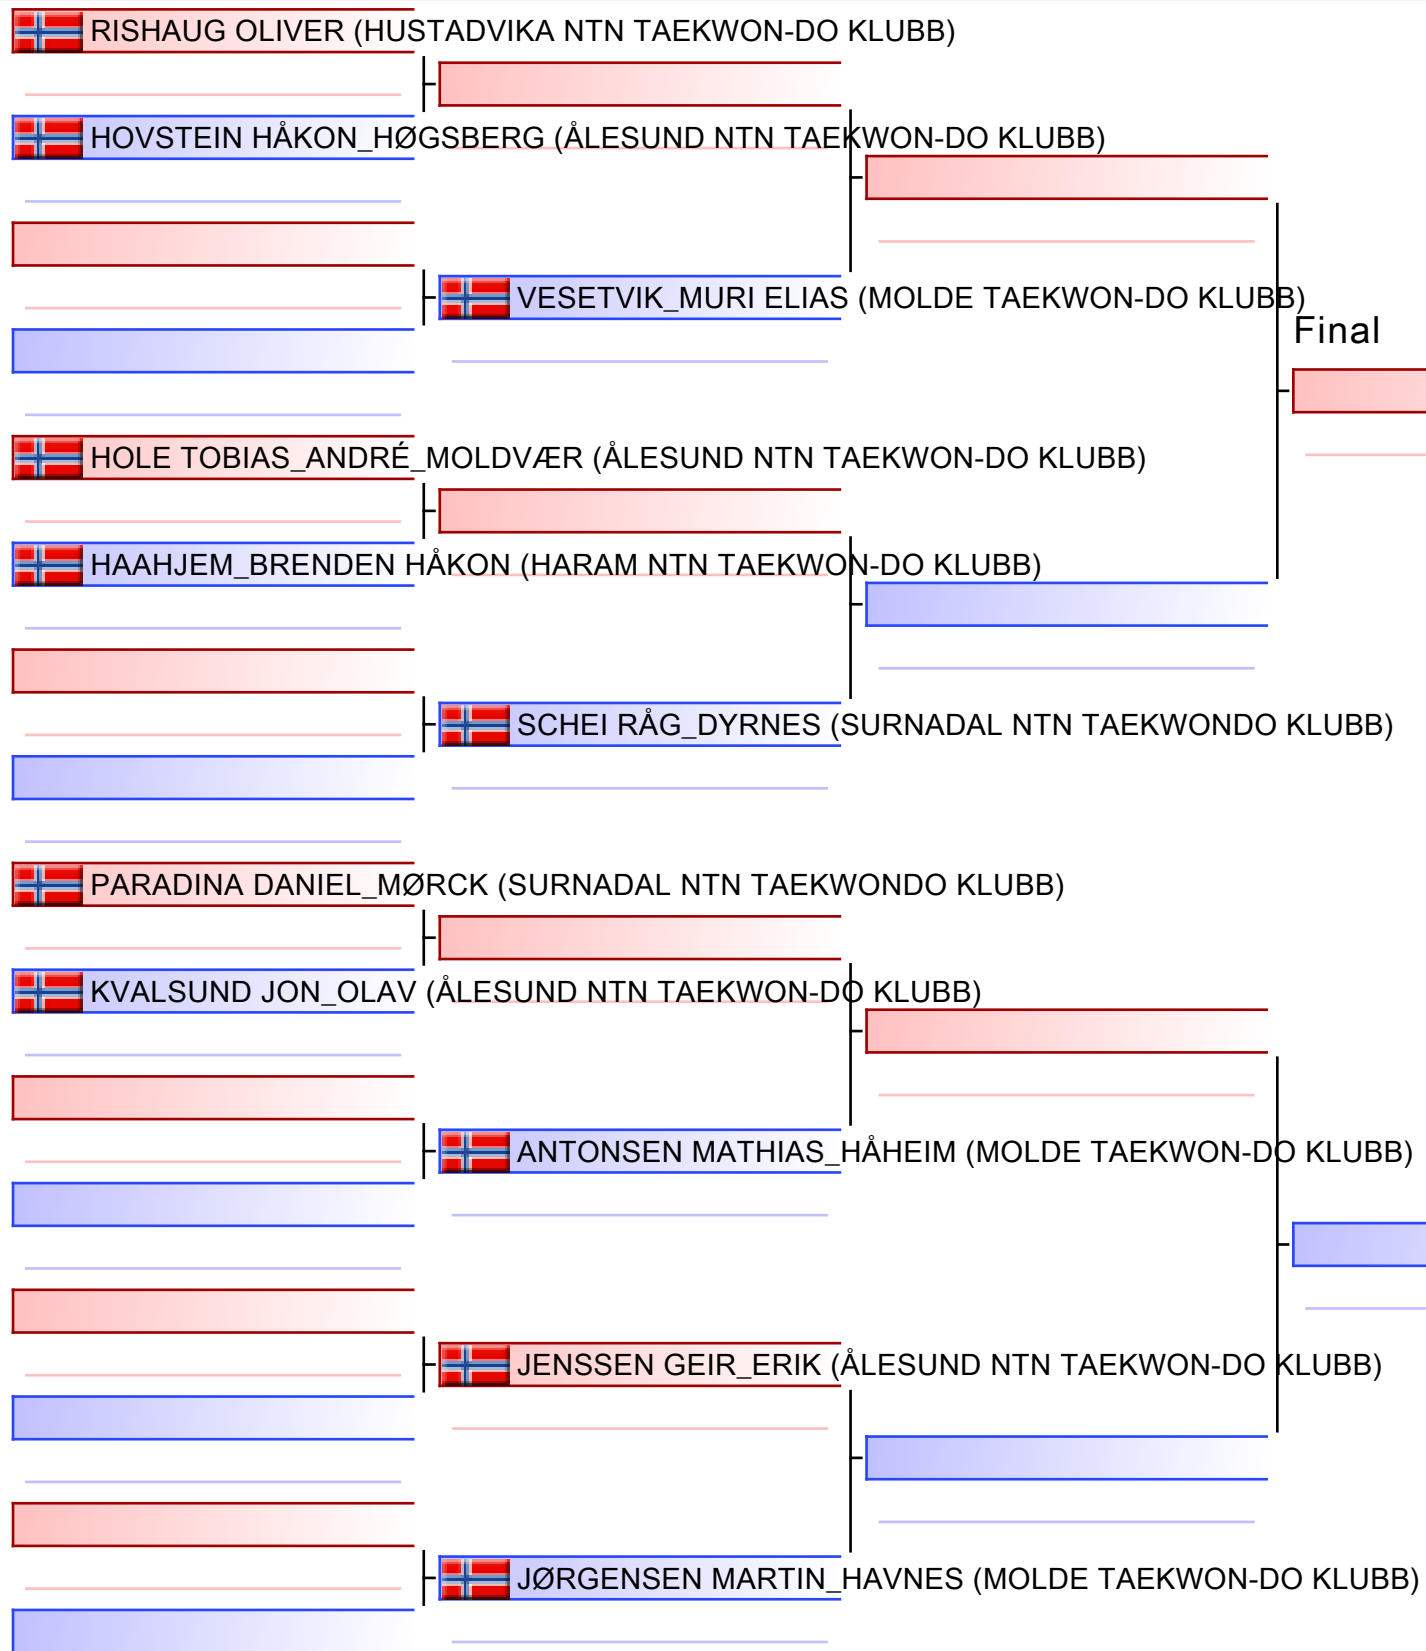 RISHAUG OLIVER (HUSTADVIKA NTN TAEKWON-DO KLUBB)
HOVSTEIN HÅKON_HØGSBERG (ÅLESUND NTN TAEKWON-DO KLUBB)
VESETVIK_MURI ELIAS (MOLDE TAEKWON-DO KLUBB)
Final
HOLE TOBIAS_ANDRÉ_MOLDVÆR (ÅLESUND NTN TAEKWON-DO KLUBB)
HAAHJEM_BRENDEN HÅKON (HARAM NTN TAEKWON-DO KLUBB)
SCHEI RÅG_DYRNES (SURNADAL NTN TAEKWONDO KLUBB)
PARADINA DANIEL_MØRCK (SURNADAL NTN TAEKWONDO KLUBB)
KVALSUND JON_OLAV (ÅLESUND NTN TAEKWON-DO KLUBB)
ANTONSEN MATHIAS_HÅHEIM (MOLDE TAEKWON-DO KLUBB)
JENSSEN GEIR_ERIK (ÅLESUND NTN TAEKWON-DO KLUBB)
JØRGENSEN MARTIN_HAVNES (MOLDE TAEKWON-DO KLUBB)